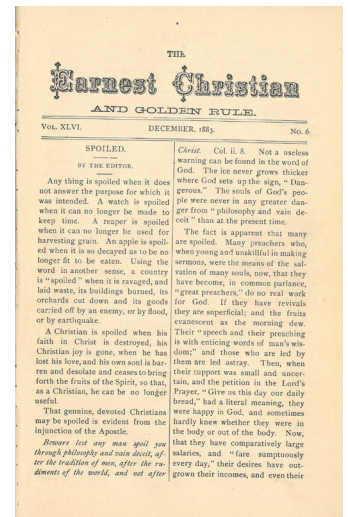 THE
Earnest Christian
AND GOLDEN RULE.
VOL. XLVI. DECEMBER, 1883. No. 6
SPOILED.
BY THE EDITOR.
Any thing is spoiled when it does
not answer the purpose for which it
was intended. A watch is spoiled
when it can no longer be made to
keep time. A reaper is spoiled
when it can no longer be used for
harvesting grain. An apple is spoil-
ed when it is so decayed as to be no
longer fit to be eaten. Using the
word in another sense, a country
is “spoiled” when it is ravaged, and
laid waste, its buildings burned, its
orchards cut down and its goods
carried off by an enemy, or by flood,
or by earthquake.
A Christian is spoiled when his
faith in Christ is destroyed, his
Christian joy is gone, when he has
lost his love, and his own soul is bar-
ren and desolate and ceases to bring
forth the fruits of the Spirit, so that,
as a Christian, he can be no longer
useful.
That genuine, devoted Christians
may be spoiled is evident from the
injunction of the Apostle.
Beware lest any man spoil you
through philosophy and vain deceit, af-
ter the tradition of men, after the ru-
diments of the world, and not after
Christ. Col. ii. 8. Not a useless
warning can be found in the word of
God. The ice never grows thicker
where God sets up the sign, “Dan-
gerous.” The souls of God's peo-
ple were never in any greater dan-
ger from “philosophy and vain de-
ceit” than at the present time.
The fact is apparent that many
are spoiled. Many preachers who,
when young and unskillful in making
sermons, were the means of the sal-
vation of many souls, now, that they
have become, in common parlance,
“great preachers,” do no real work
for God. If they have revivals
they are superficial; and the fruits
evanescent as the morning dew.
Their “speech and their preaching
is with enticing words of man's wis-
dom;” and those who are led by
them are led astray. Then, when
their support was small and uncer-
tain, and the petition in the Lord's
Prayer, “Give us this day our daily
bread,” had a literal meaning, they
were happy in God, and sometimes
hardly knew whether they were in
the body or out of the body. Now,
that they have comparatively large
salaries, and “fare sumptuously
every day,” their desires have out-
grown their incomes, and even their